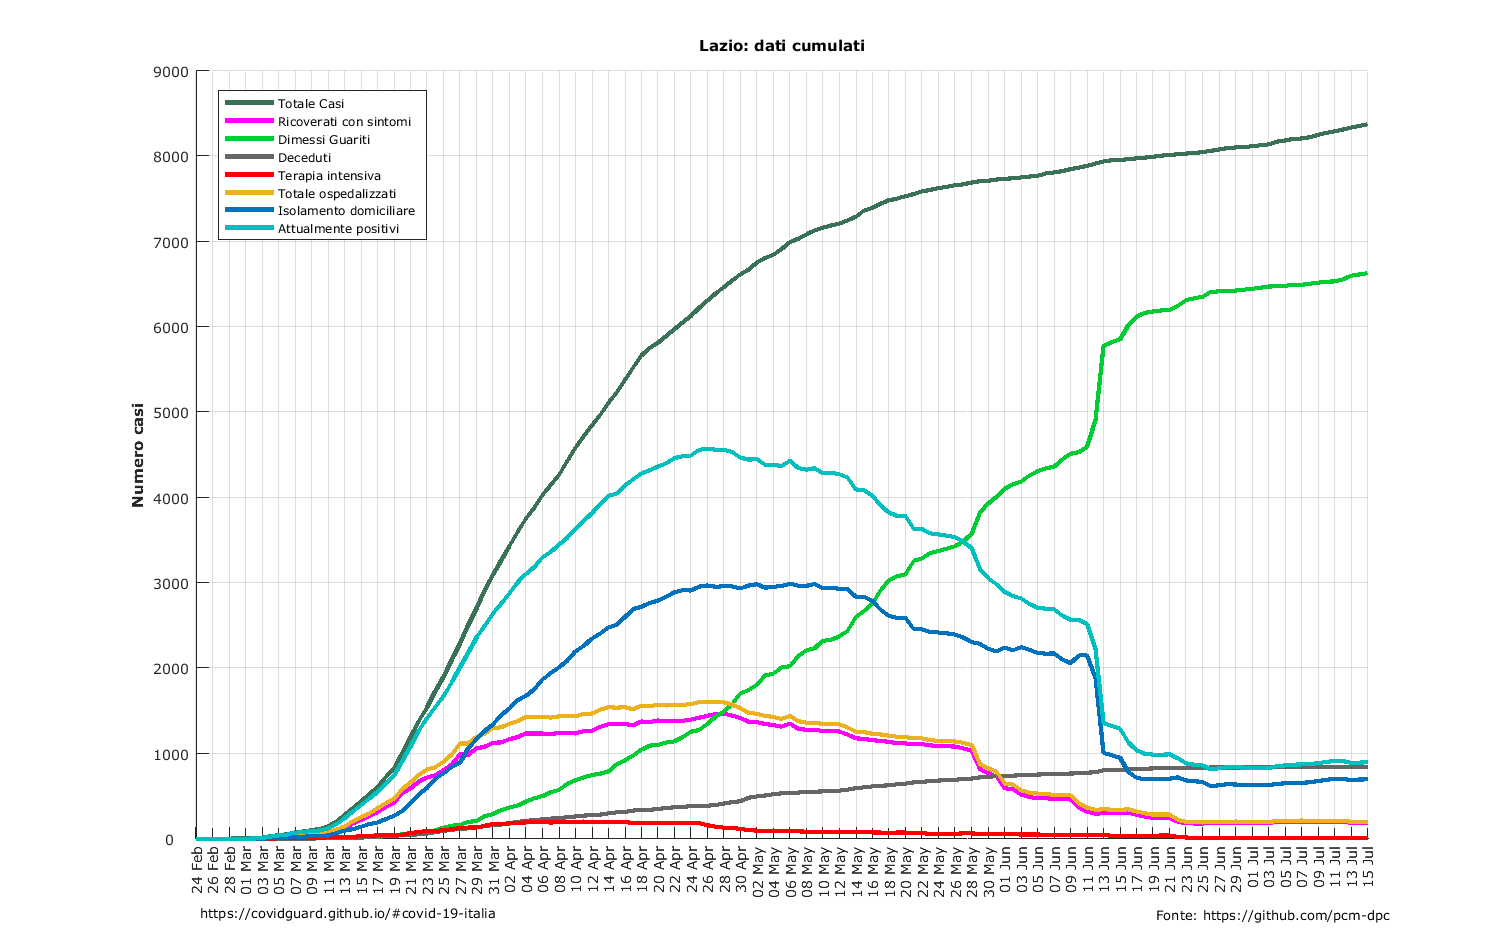 Lazio: dati cumulati
9000
8000
7000
6000
5000
4000
3000
2000
1000
0
Numero casi
Totale Casi
Ricoverati con sintomi
Dimessi Guariti
Deceduti
Terapia intensiva
Totale ospedalizzati
Isolamento domiciliare
Attualmente positivi
24 Feb
26 Feb
28 Feb
01 Mar
03 Mar
05 Mar
07 Mar
09 Mar
11 Mar
13 Mar
15 Mar
17 Mar
19 Mar
21 Mar
23 Mar
25 Mar
27 Mar
29 Mar
31 Mar
02 Apr
04 Apr
06 Apr
08 Apr
10 Apr
12 Apr
14 Apr
16 Apr
18 Apr
20 Apr
22 Apr
24 Apr
26 Apr
28 Apr
30 Apr
02 May
04 May
06 May
08 May
10 May
12 May
14 May
16 May
18 May
20 May
22 May
24 May
26 May
28 May
30 May
01 Jun
03 Jun
05 Jun
07 Jun
09 Jun
11 Jun
13 Jun
15 Jun
17 Jun
19 Jun
21 Jun
23 Jun
25 Jun
27 Jun
29 Jun
01 Jul
03 Jul
05 Jul
07 Jul
09 Jul
11 Jul
13 Jul
15 Jul
https://covidguard.github.io/#covid-19-italia
Fonte: https://github.com/pcm-dpc